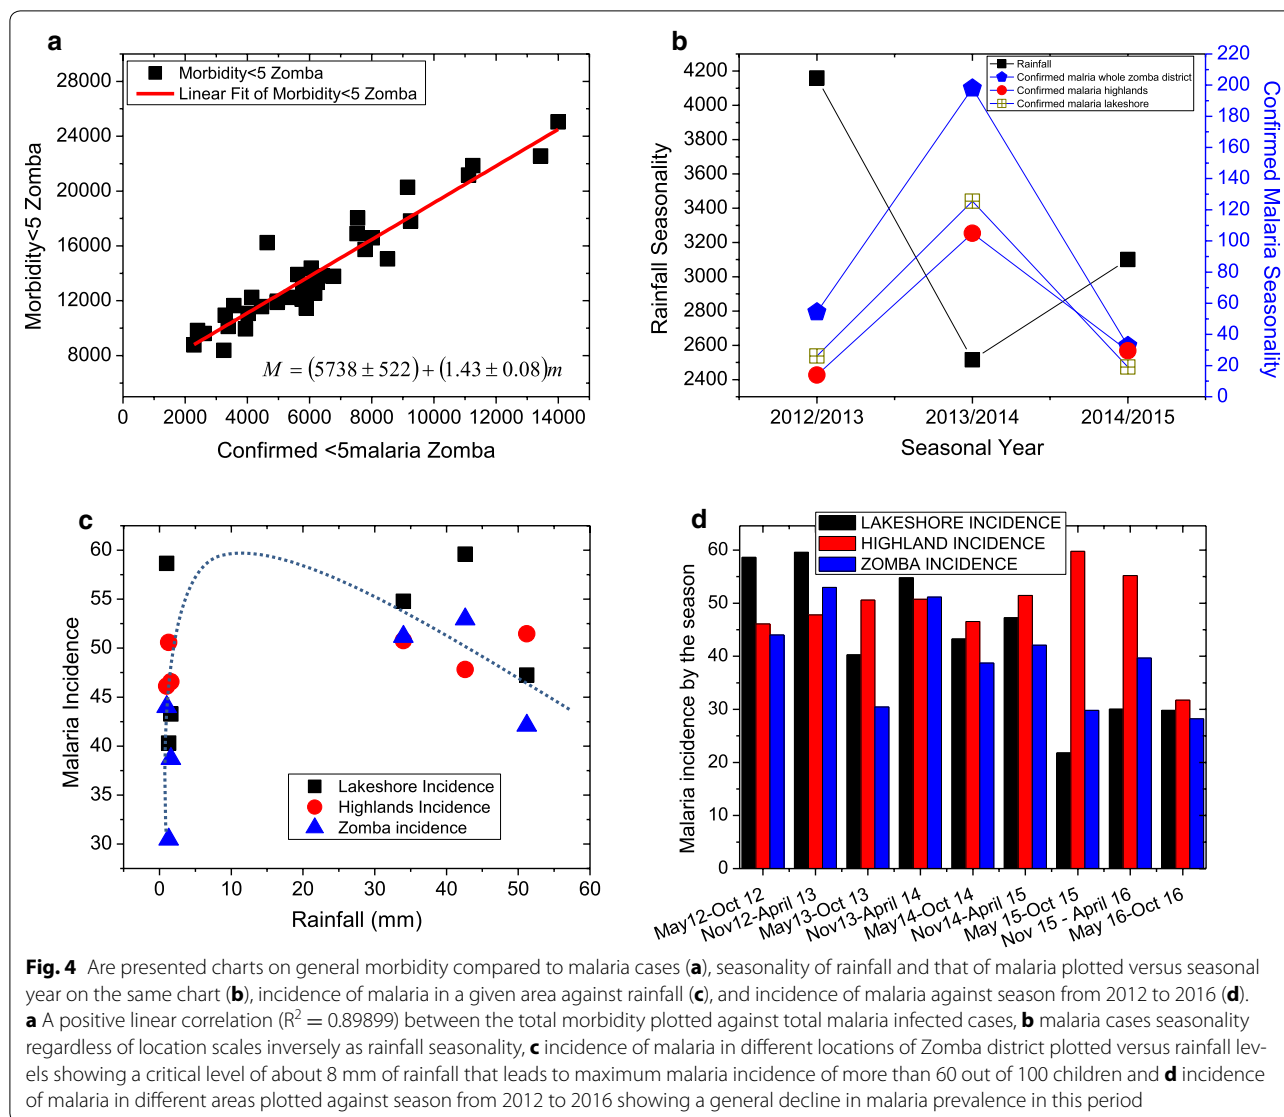 a
28000
24000
20000
16000
12000
8000
Morbidity<5 Zomba
Morbidity<5 Zomba
Linear Fit of Morbidity<5 Zomba
M = (5738 ± 522) + (1.43 ± 0.08)m
0 2000 4000 6000 8000 10000 12000 14000
Confirmed <5malaria Zomba
b
4200
4000
3800
3600
3400
3200
3000
2800
2600
2400
Rainfall Seasonality
Rainfall
Confirmed malria whole zomba district
Confirmed malaria highlands
Confirmed malaria lakeshore
220
200
180
160
140
120
100
80
60
40
20
0
Confirmed Malaria Seasonality
2012/2013 2013/2014 2014/2015
Seasonal Year
c
60
55
50
45
40
35
30
Malaria Incidence
Lakeshore Incidence
Highlands Incidence
Zomba incidence
0 10 20 30 40 50 60
Rainfall (mm)
d
60
50
40
30
20
10
0
Malaria incidence by the season
LAKESHORE INCIDENCE
HIGHLAND INCIDENCE
ZOMBA INCIDENCE
May12-Oct 12
Nov12-April 13
May13-Oct 13
Nov13-April 14
May14-Oct 14
Nov14-April 15
May 15-Oct 15
Nov 15 - April 16
May 16-Oct 16
Fig. 4 Are presented charts on general morbidity compared to malaria cases (a), seasonality of rainfall and that of malaria plotted versus seasonal
year on the same chart (b), incidence of malaria in a given area against rainfall (c), and incidence of malaria against season from 2012 to 2016 (d).
a A positive linear correlation (R² = 0.89899) between the total morbidity plotted against total malaria infected cases, b malaria cases seasonality
regardless of location scales inversely as rainfall seasonality, c incidence of malaria in different locations of Zomba district plotted versus rainfall lev-
els showing a critical level of about 8 mm of rainfall that leads to maximum malaria incidence of more than 60 out of 100 children and d incidence
of malaria in different areas plotted against season from 2012 to 2016 showing a general decline in malaria prevalence in this period